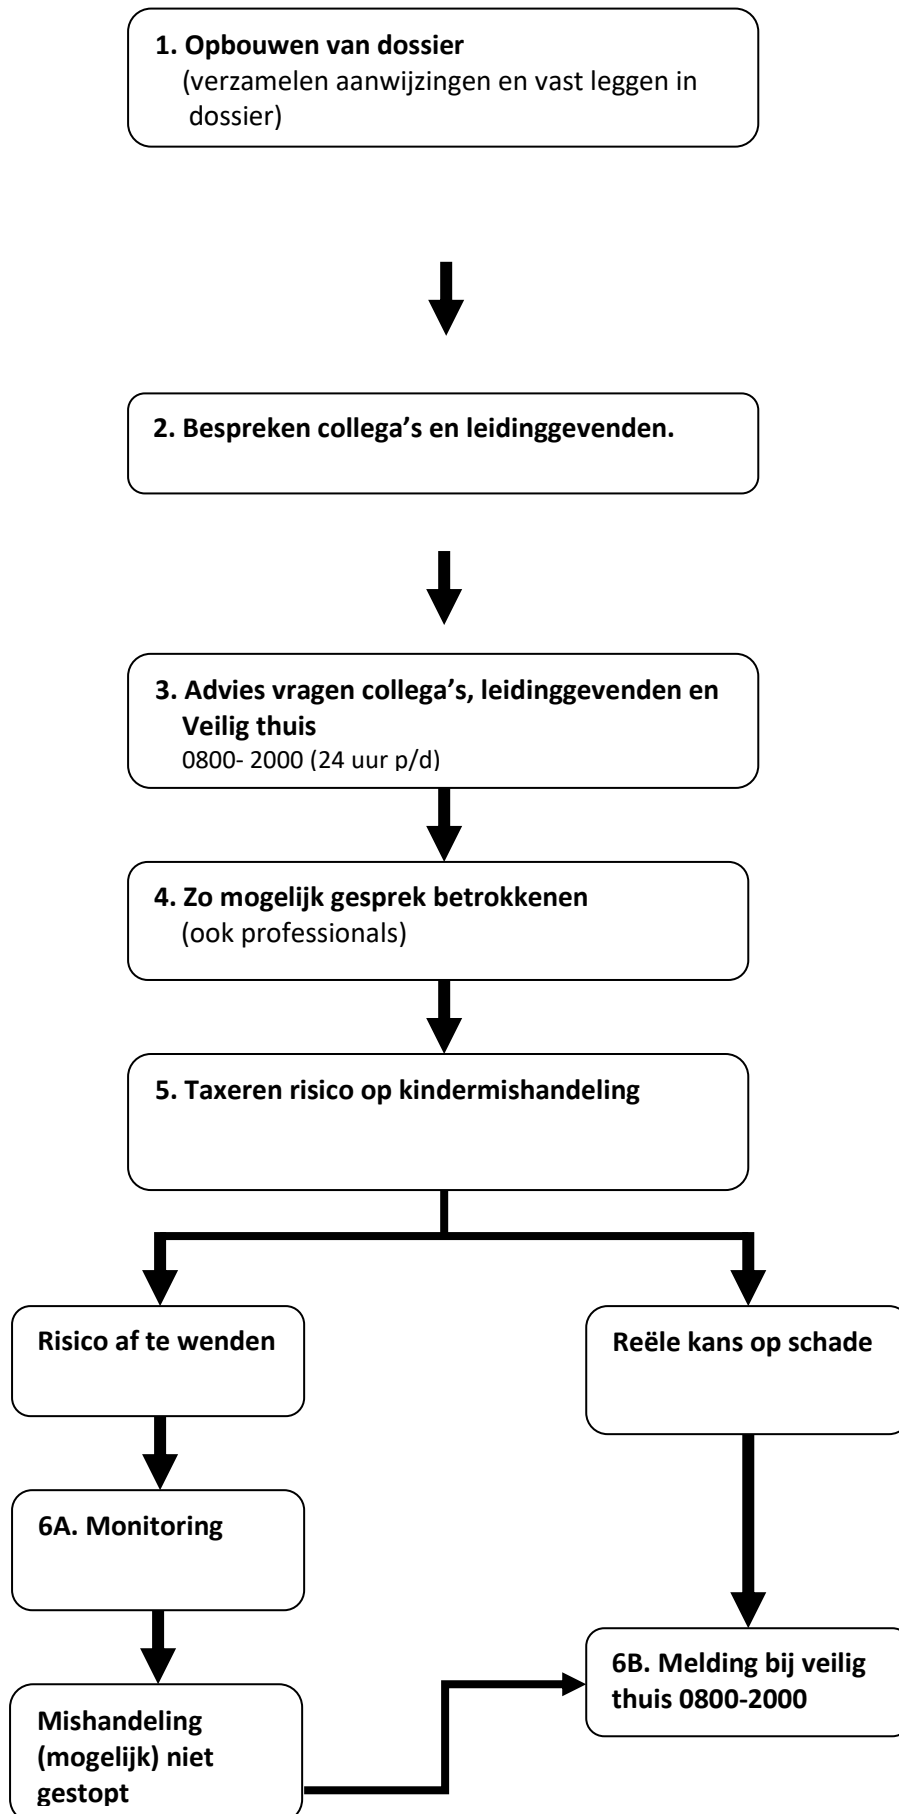 1. Opbouwen van dossier
(verzamelen aanwijzingen en vast leggen in
dossier)
2. Bespreken collega’s en leidinggevenden.
3. Advies vragen collega’s, leidinggevenden en
Veilig thuis
0800- 2000 (24 uur p/d)
4. Zo mogelijk gesprek betrokkenen
(ook professionals)
5. Taxeren risico op kindermishandeling
Risico af te wenden
Reële kans op schade
6A. Monitoring
6B. Melding bij veilig
thuis 0800-2000
Mishandeling
(mogelijk) niet
gestopt